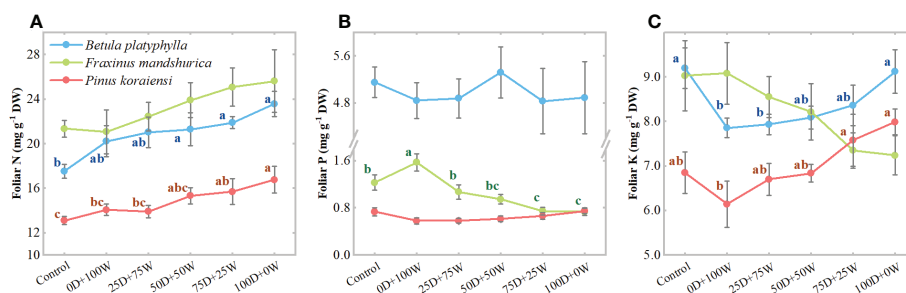 A
Foliar N (mg g-1 DW)
28
24
20
16
12
10
Betula platyphylla
Fraxinus mandshurica
Pinus koraiensi
b
ab
ab
a
a
a
c
bc
bc
abc
ab
a
Control
0D+100W
25D+75W
50D+50W
75D+25W
100D+0W
B
Foliar P (mg g-1 DW)
5.6
4.8
1.6
0.8
0.0
b
a
b
bc
c
c
Control
0D+100W
25D+75W
50D+50W
75D+25W
100D+0W
C
Foliar K (mg g-1 DW)
9.0
8.0
7.0
6.0
5.0
a
b
b
ab
ab
a
ab
b
ab
ab
a
a
Control
0D+100W
25D+75W
50D+50W
75D+25W
100D+0W